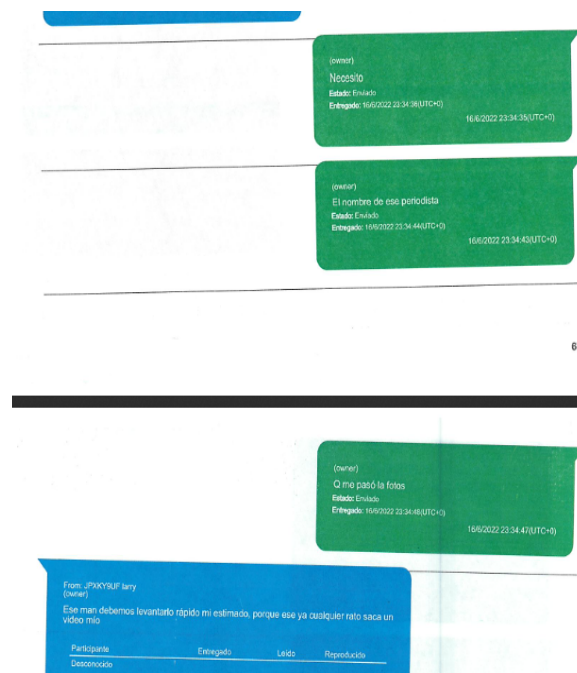 (owner)
Necesito
Estado: Enviado
Entregado: 16/6/2022 23:34:36(UTC+0)
16/6/2022 23:34:35(UTC+0)
(owner)
El nombre de ese periodista
Estado: Enviado
Entregado: 16/6/2022 23:34:44(UTC+0)
16/6/2022 23:34:43(UTC+0)
6
(owner)
Q me pasó la fotos
Estado: Enviado
Entregado: 16/6/2022 23:34:48(UTC+0)
16/6/2022 23:34:47(UTC+0)
From: JPXKY9UF larry
(owner)
Ese man debemos levantarlo rápido mi estimado, porque ese ya cualquier rato saca un
video mío
Participante Entregado Leído Reproducido
Desconocido